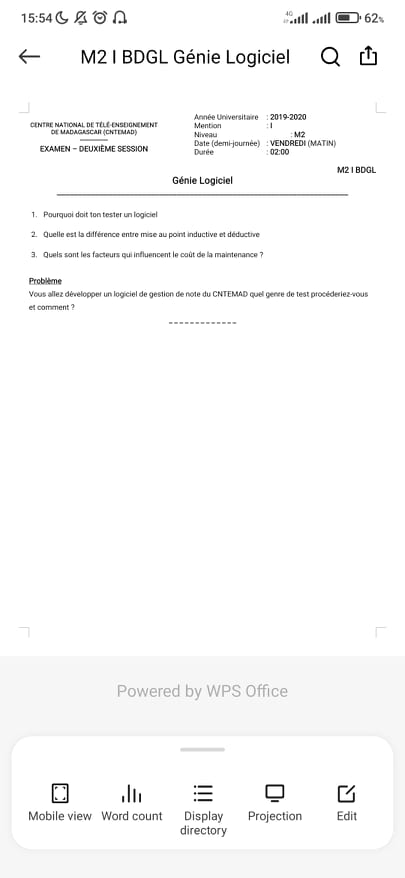 15:54 4G 62%
M2 I BDGL Génie Logiciel
CENTRE NATIONAL DE TÉLÉ-ENSEIGNEMENT
DE MADAGASCAR (CNTEMAD)
EXAMEN – DEUXIÈME SESSION
Année Universitaire : 2019-2020
Mention : I
Niveau : M2
Date (demi-journée) : VENDREDI (MATIN)
Durée : 02:00
M2 I BDGL
Génie Logiciel
1. Pourquoi doit ton tester un logiciel
2. Quelle est la différence entre mise au point inductive et déductive
3. Quels sont les facteurs qui influencent le coût de la maintenance ?
Problème
Vous allez développer un logiciel de gestion de note du CNTEMAD quel genre de test procéderiez-vous
et comment ?
-------------
Powered by WPS Office
Mobile view Word count Display directory Projection Edit